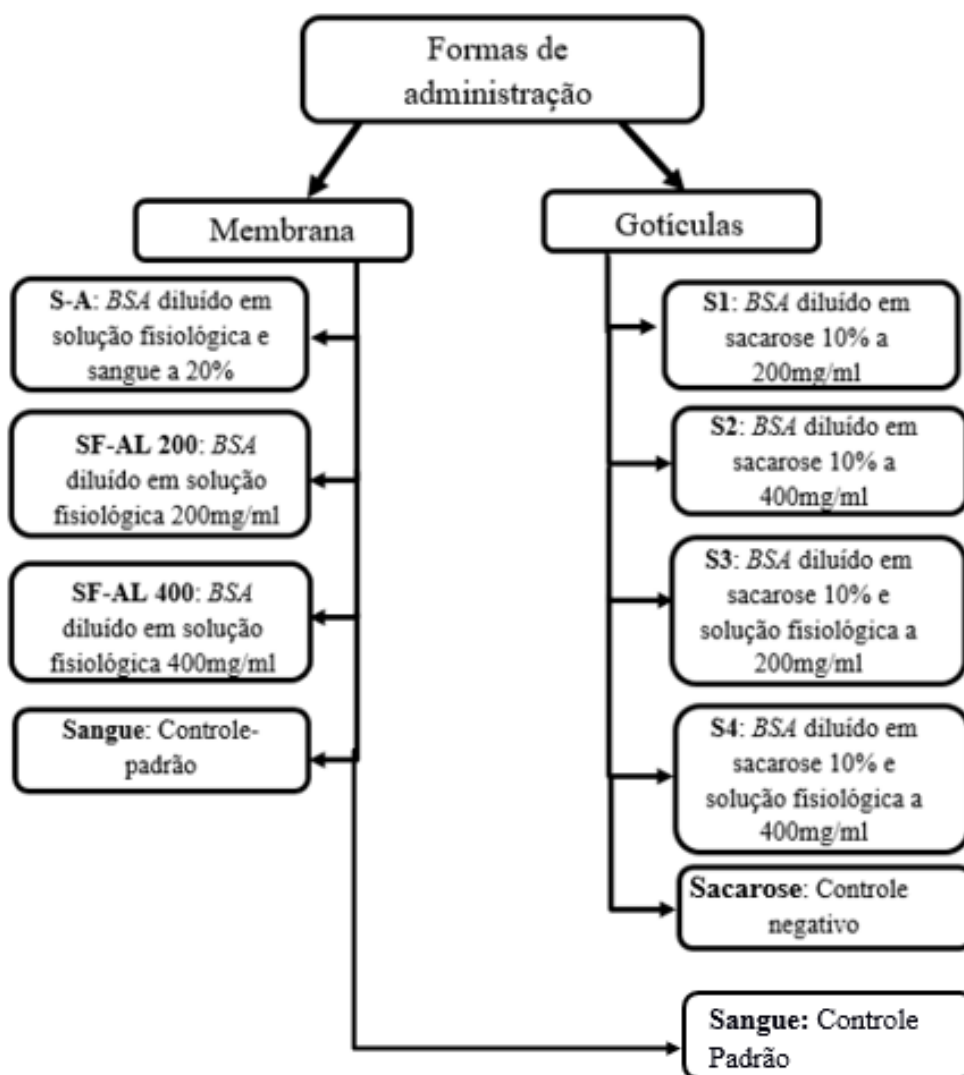 Formas de
administração
Membrana
S-A: BSA diluído em
solução fisiológica e
sangue a 20%
SF-AL 200: BSA
diluído em solução
fisiológica 200mg/ml
SF-AL 400: BSA
diluído em solução
fisiológica 400mg/ml
Sangue: Controle-
padrão
Gotículas
S1: BSA diluído em
sacarose 10% a
200mg/ml
S2: BSA diluído em
sacarose 10% a
400mg/ml
S3: BSA diluído em
sacarose 10% e
solução fisiológica a
200mg/ml
S4: BSA diluído em
sacarose 10% e
solução fisiológica a
400mg/ml
Sacarose: Controle
negativo
Sangue: Controle
Padrão